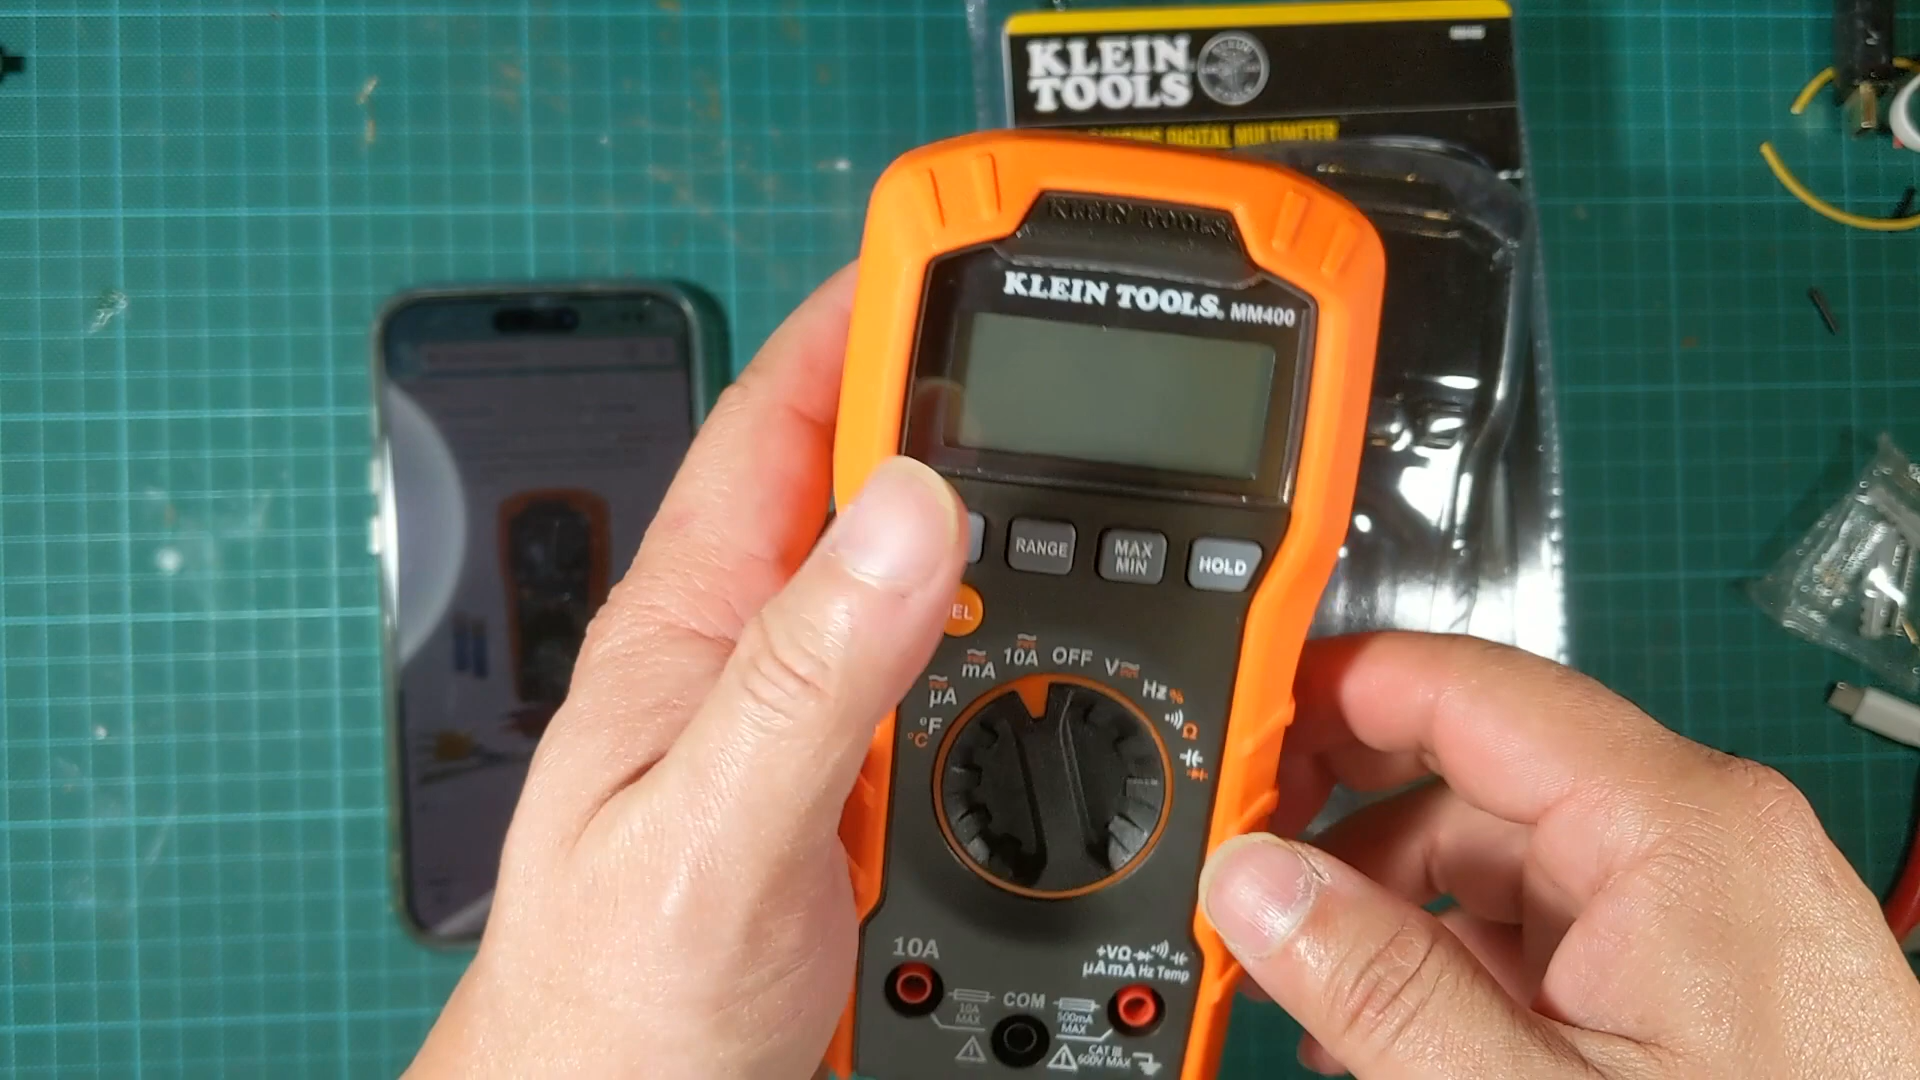 KLEIN
TOOLS
DIGITAL MULTIMETER
KLEIN TOOLS
KLEIN TOOLS® MM400
RANGE
MAX
MIN
HOLD
EL
µA
mA
10A
OFF
V
Hz %
Ω
°F
°C
10A
+VΩ
µAmA Hz Temp
10A
MAX
COM
500mA
MAX
CAT III
600V MAX